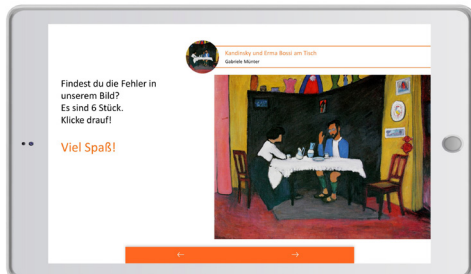 Kandinsky und Erma Bossi am Tisch
Gabriele Münter
Findest du die Fehler in
unserem Bild?
Es sind 6 Stück.
Klicke drauf!
Viel Spaß!